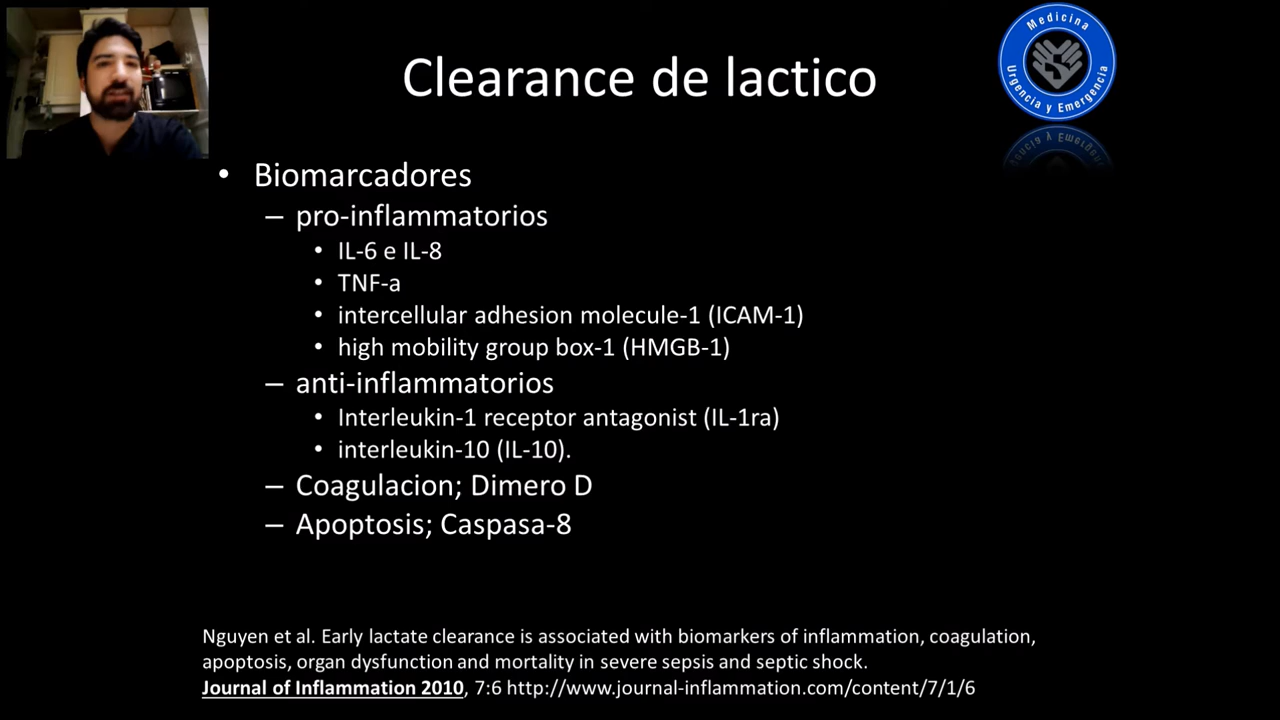 Clearance de lactico
Medicina
Urgencia y Emergencia
• Biomarcadores
– pro-inflammatorios
• IL-6 e IL-8
• TNF-a
• intercellular adhesion molecule-1 (ICAM-1)
• high mobility group box-1 (HMGB-1)
– anti-inflammatorios
• Interleukin-1 receptor antagonist (IL-1ra)
• interleukin-10 (IL-10).
– Coagulacion; Dimero D
– Apoptosis; Caspasa-8
Nguyen et al. Early lactate clearance is associated with biomarkers of inflammation, coagulation,
apoptosis, organ dysfunction and mortality in severe sepsis and septic shock.
Journal of Inflammation 2010, 7:6 http://www.journal-inflammation.com/content/7/1/6